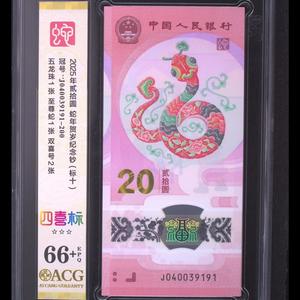 2025年贰拾圆 蛇年贺岁纪念钞（标十）
冠号：J040039191-200
五龙珠1张 至尊蛇1张 双喜号2张
四喜标
☆☆☆
66+ EPQ
ACG
中国人民银行
20
贰拾圆
J040039191